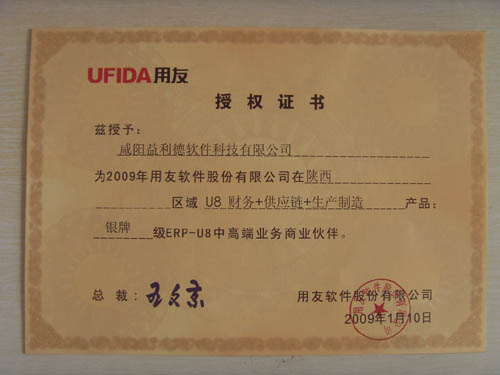 UFIDA用友
授权证书
兹授予：
咸阳益利德软件科技有限公司
为2009年用友软件股份有限公司在陕西
区域 U8 财务+供应链+生产制造 产品：
银牌 级ERP-U8中高端业务商业伙伴。
总裁：王文京 用友软件股份有限公司
2009年1月10日